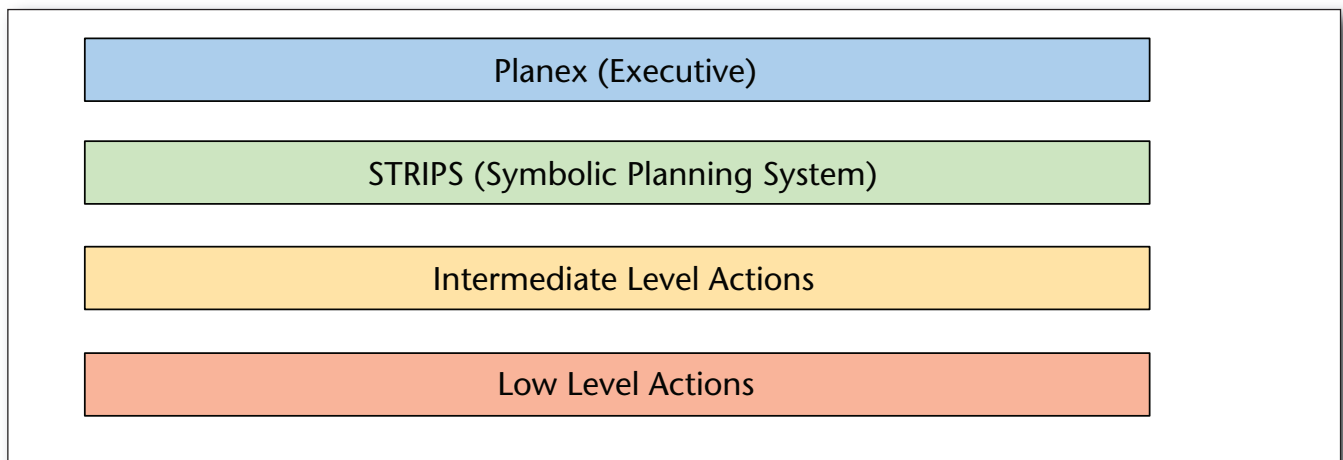 Planex (Executive)
STRIPS (Symbolic Planning System)
Intermediate Level Actions
Low Level Actions